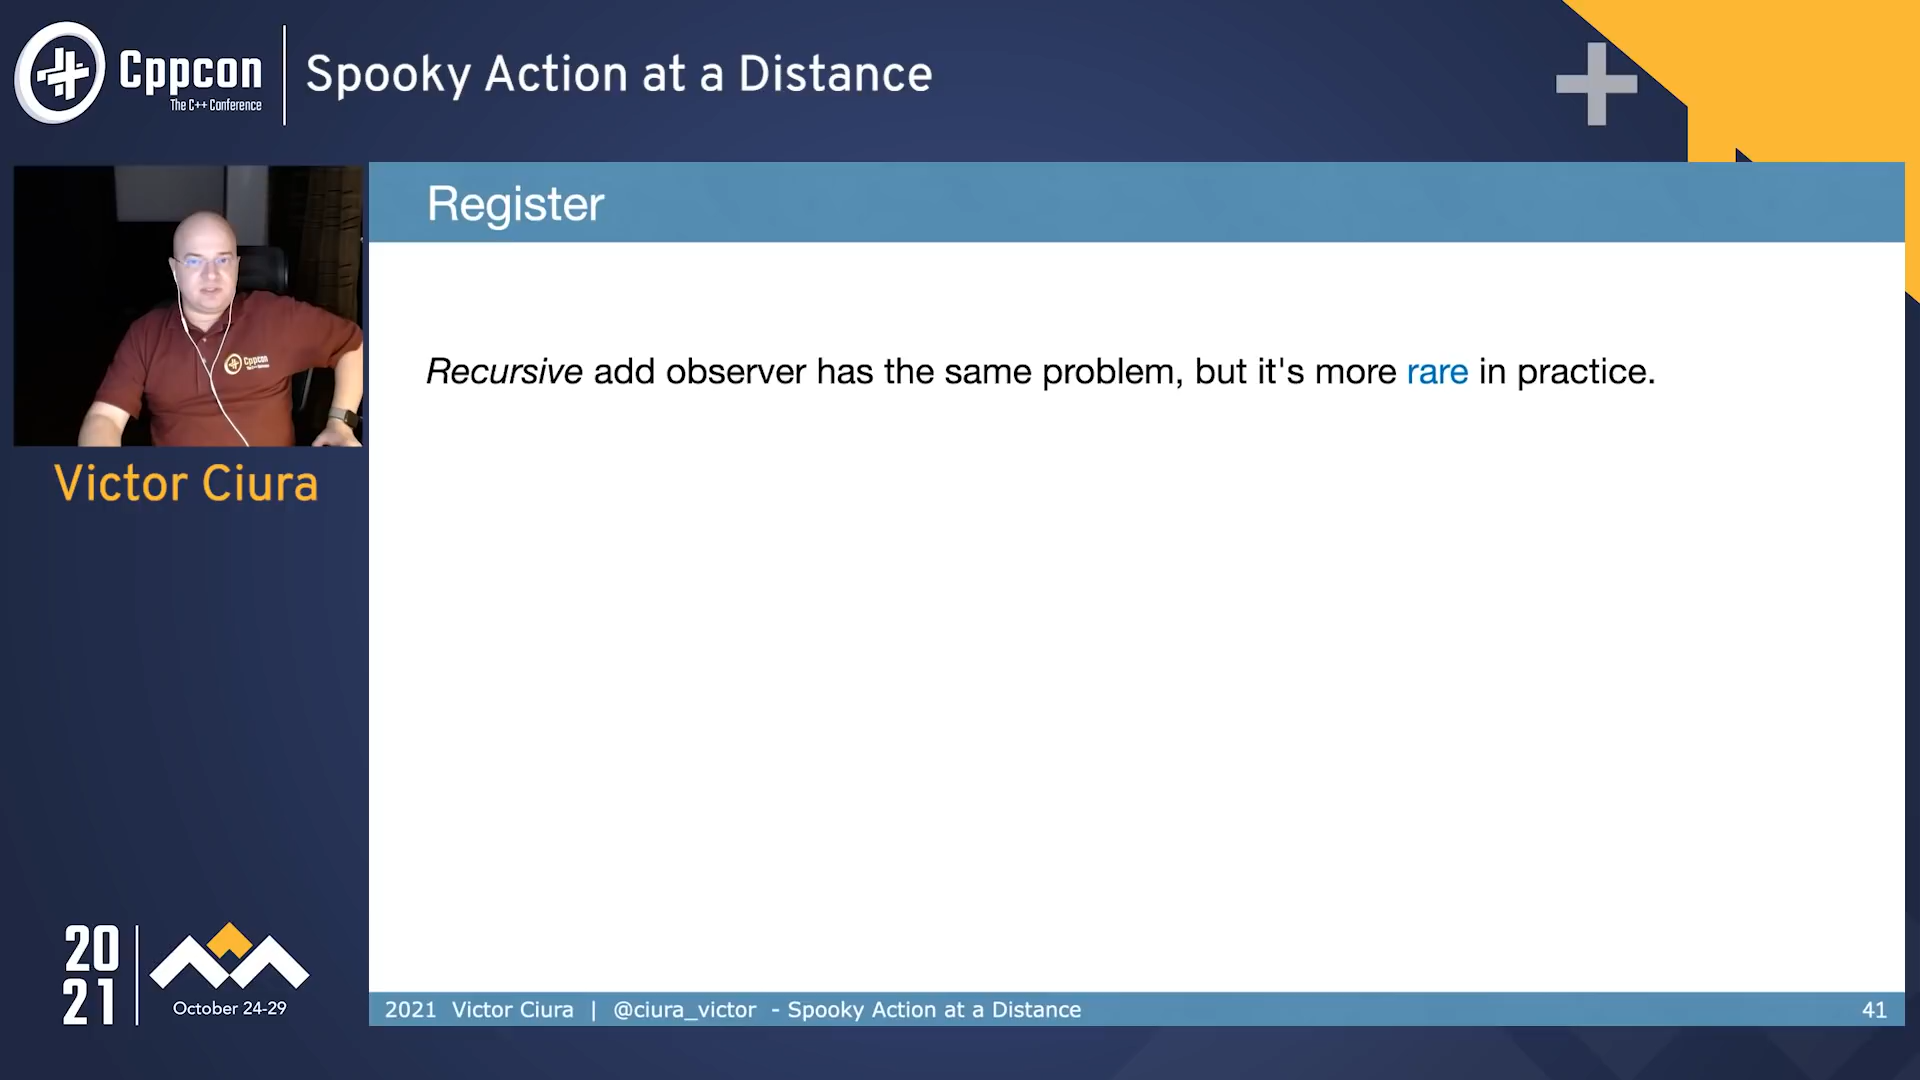 Cppcon
The C++ Conference
Spooky Action at a Distance
Register
Cppcon
Recursive add observer has the same problem, but it's more rare in practice.
Victor Ciura
20
21
October 24-29
2021 Victor Ciura | @ciura_victor - Spooky Action at a Distance
41